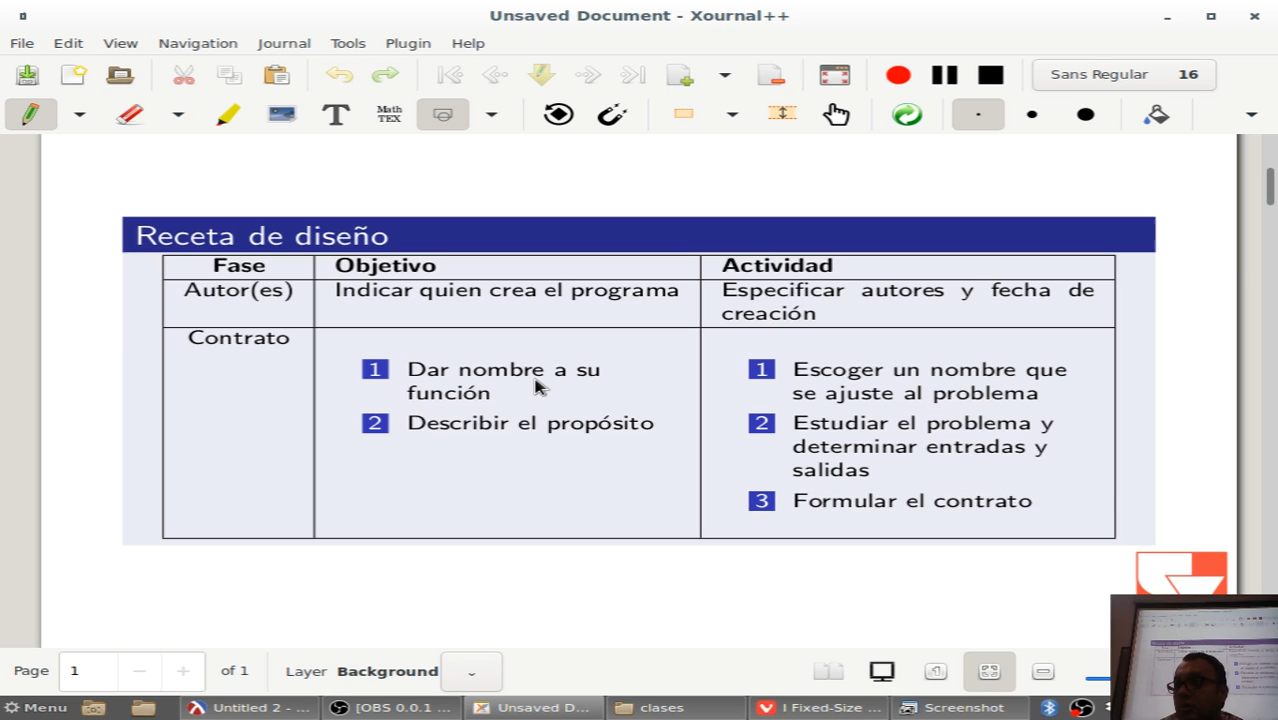 Unsaved Document - Xournal++
File Edit View Navigation Journal Tools Plugin Help
Sans Regular 16
Math
TEX
Receta de diseño
Fase Objetivo Actividad
Autor(es) Indicar quien crea el programa Especificar autores y fecha de
creación
Contrato
1 Dar nombre a su
función
2 Describir el propósito
1 Escoger un nombre que
se ajuste al problema
2 Estudiar el problema y
determinar entradas y
salidas
3 Formular el contrato
Page 1 of 1 Layer Background
Menu Untitled 2 - ... [OBS 0.0.1 ... Unsaved D... clases I Fixed-Size ... Screenshot